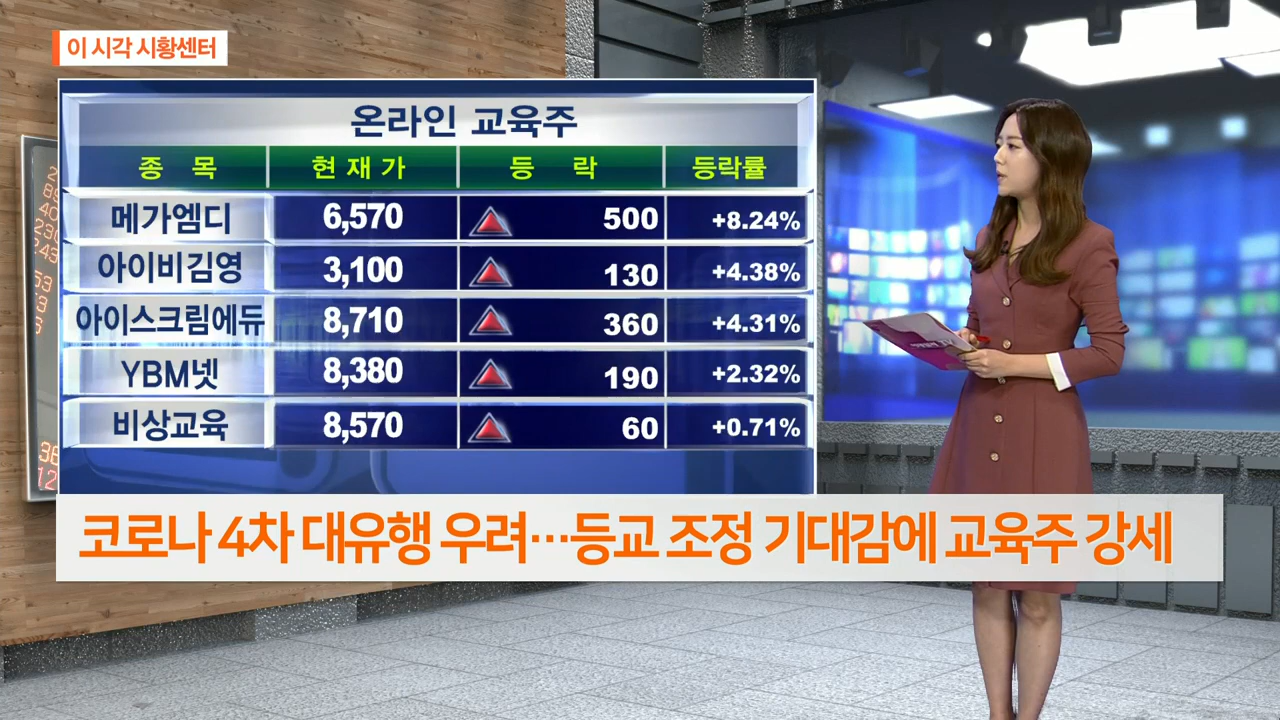 이 시각 시황센터
온라인 교육주
종 목 현 재 가 등 락 등락률
메가엠디 6,570 500 +8.24%
아이비김영 3,100 130 +4.38%
아이스크림에듀 8,710 360 +4.31%
YBM넷 8,380 190 +2.32%
비상교육 8,570 60 +0.71%
코로나 4차 대유행 우려…등교 조정 기대감에 교육주 강세